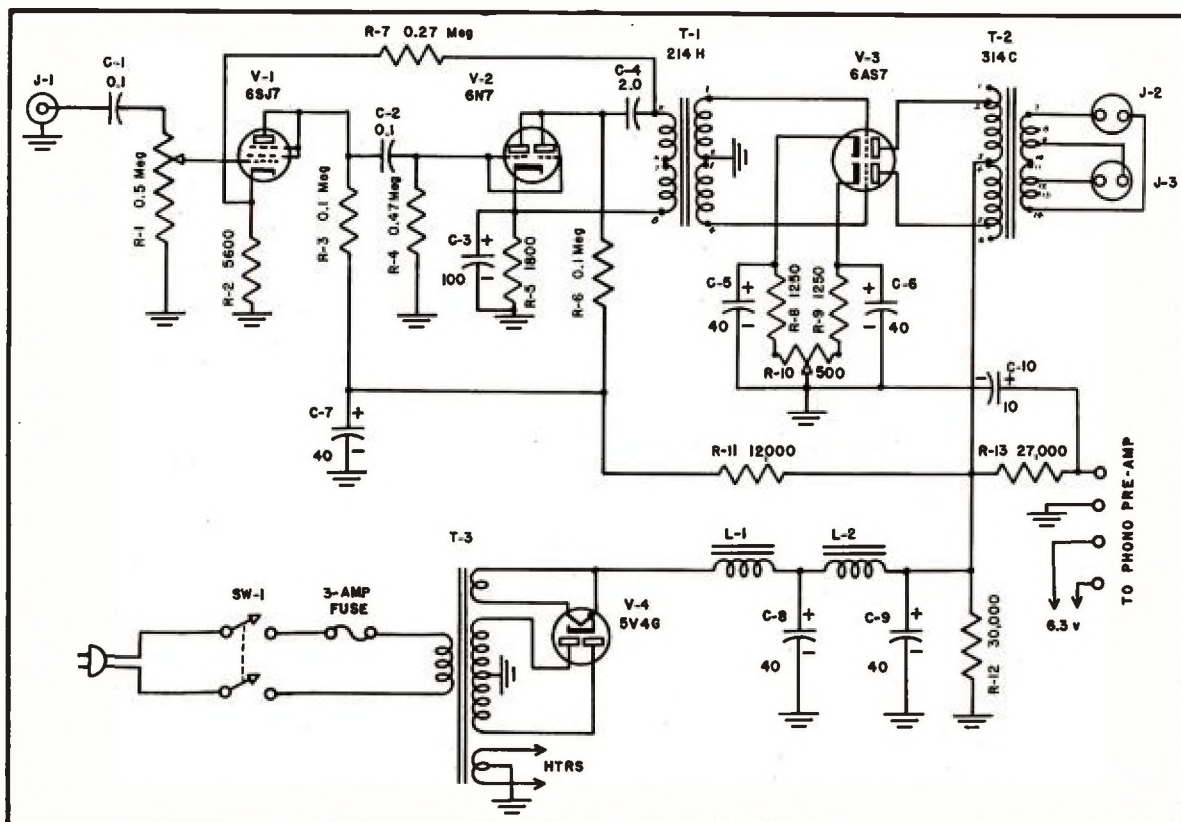 R-7 0.27 Meg
T-1
214 H
T-2
314 C
V-3
6AS7
C-1
0.1
J-1
V-1
6SJ7
V-2
6N7
C-4
2.0
J-2
C-2
0.1
J-3
R-1 0.5 Meg
R-2 5600
R-3 0.1 Meg
R-4 0.47 Meg
C-3
+
-
100
R-5 1800
R-6 0.1 Meg
C-5
+
-
40
R-8 1250
R-9 1250
C-6
+
-
40
R-10 500
C-10
- +
10
C-7
+
-
40
R-11 12,000
R-13 27,000
TO PHONO PRE-AMP
6.3 v
T-3
L-1
L-2
SW-1
3-AMP
FUSE
V-4
5V4G
C-8
+
-
40
C-9
+
-
40
R-12 30,000
HTRS